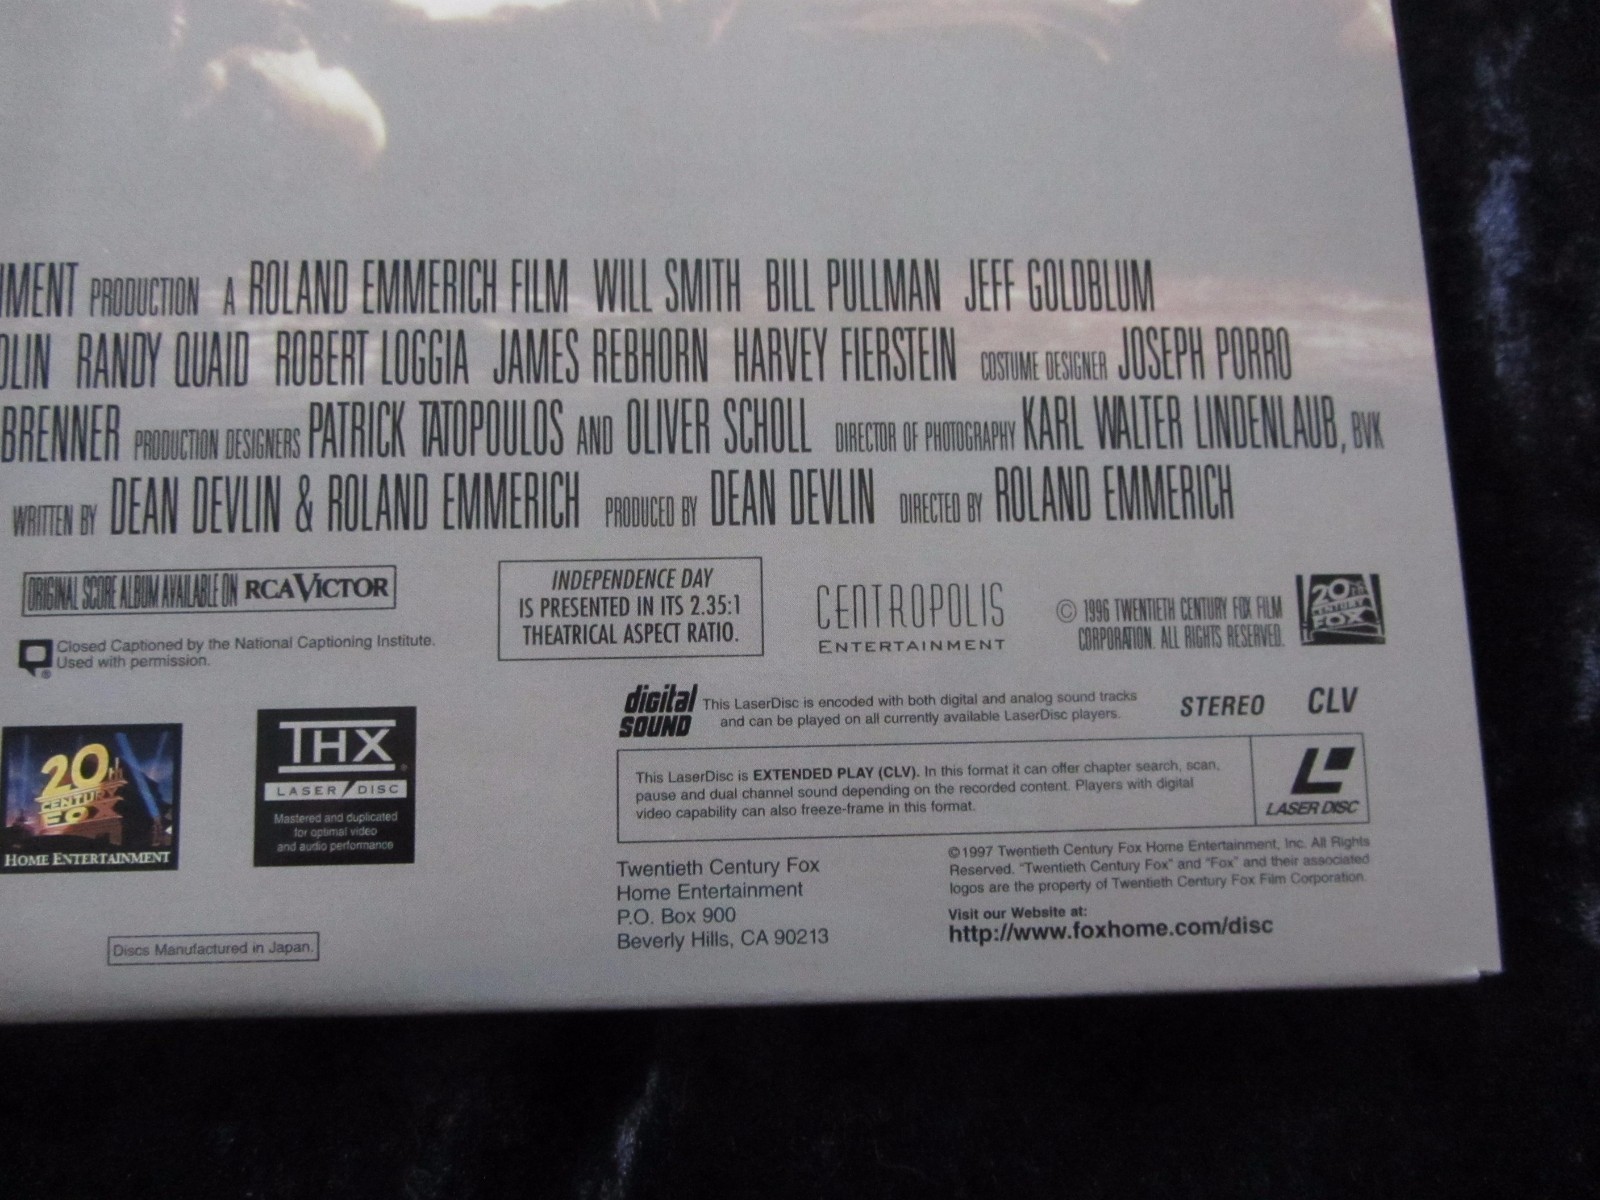 PRODUCTION A ROLAND EMMERICH FILM WILL SMITH BILL PULLMAN JEFF GOLDBLUM
RANDY QUAID ROBERT LOGGIA JAMES REBHORN HARVEY FIERSTEIN COSTUME DESIGNER JOSEPH PORRO
BRENNER PRODUCTION DESIGNERS PATRICK TATOPOULOS AND OLIVER SCHOLL DIRECTOR OF PHOTOGRAPHY KARL WALTER LINDENLAUB, BVK
WRITTEN BY DEAN DEVLIN & ROLAND EMMERICH PRODUCED BY DEAN DEVLIN DIRECTED BY ROLAND EMMERICH
ORIGINAL SCORE ALBUM AVAILABLE ON RCA VICTOR
Closed Captioned by the National Captioning Institute.
Used with permission.
INDEPENDENCE DAY
IS PRESENTED IN ITS 2.35:1
THEATRICAL ASPECT RATIO.
CENTROPOLIS
ENTERTAINMENT
© 1996 TWENTIETH CENTURY FOX FILM
CORPORATION. ALL RIGHTS RESERVED.
20th
CENTURY
FOX
digital
SOUND
This LaserDisc is encoded with both digital and analog sound tracks
and can be played on all currently available LaserDisc players.
STEREO CLV
20th
CENTURY
FOX
HOME ENTERTAINMENT
THX
LASER DISC
Mastered and duplicated
for optimal video
and audio performance
This LaserDisc is EXTENDED PLAY (CLV). In this format it can offer chapter search, scan,
pause and dual channel sound depending on the recorded content. Players with digital
video capability can also freeze-frame in this format.
LASER DISC
Twentieth Century Fox
Home Entertainment
P.O. Box 900
Beverly Hills, CA 90213
©1997 Twentieth Century Fox Home Entertainment, Inc. All Rights
Reserved. "Twentieth Century Fox" and "Fox" and their associated
logos are the property of Twentieth Century Fox Film Corporation.
Visit our Website at:
http://www.foxhome.com/disc
Discs Manufactured in Japan.